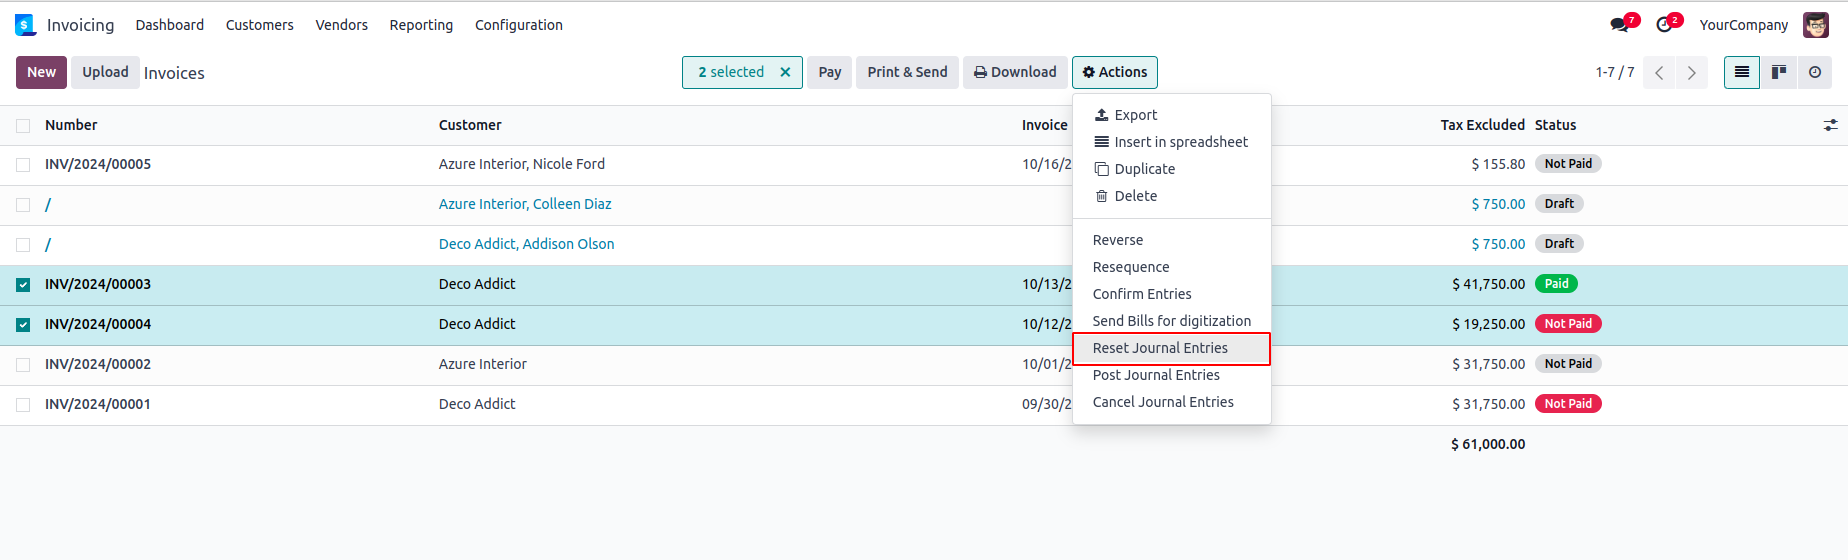 Invoicing Dashboard Customers Vendors Reporting Configuration 7 2 YourCompany
New Upload Invoices 2 selected × Pay Print & Send Download Actions 1-7 / 7
Number Customer Invoice Tax Excluded Status
INV/2024/00005 Azure Interior, Nicole Ford 10/16/2 $ 155.80 Not Paid
/ Azure Interior, Colleen Diaz $ 750.00 Draft
/ Deco Addict, Addison Olson $ 750.00 Draft
INV/2024/00003 Deco Addict 10/13/2 $ 41,750.00 Paid
INV/2024/00004 Deco Addict 10/12/2 $ 19,250.00 Not Paid
INV/2024/00002 Azure Interior 10/01/2 $ 31,750.00 Not Paid
INV/2024/00001 Deco Addict 09/30/2 $ 31,750.00 Not Paid
$ 61,000.00
Export
Insert in spreadsheet
Duplicate
Delete
Reverse
Resequence
Confirm Entries
Send Bills for digitization
Reset Journal Entries
Post Journal Entries
Cancel Journal Entries